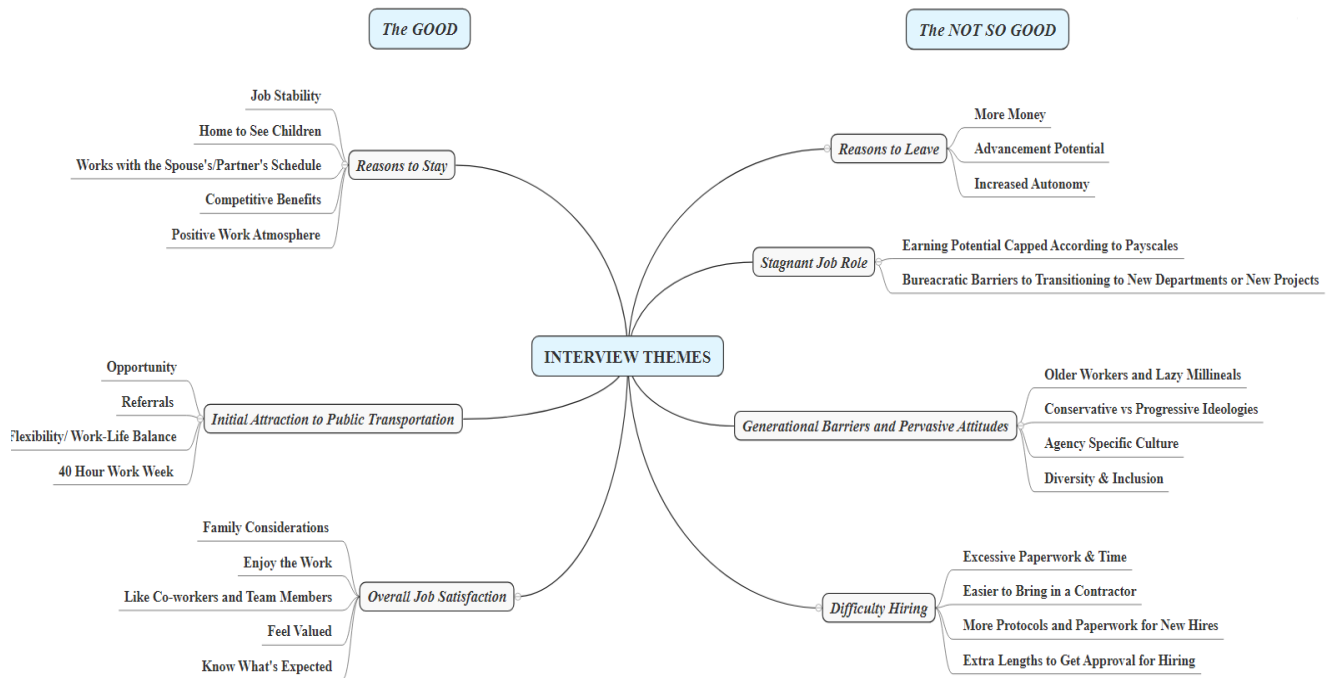 The GOOD
The NOT SO GOOD
Job Stability
Home to See Children
Works with the Spouse's/Partner's Schedule
Competitive Benefits
Positive Work Atmosphere
Reasons to Stay
Opportunity
Referrals
Flexibility/ Work-Life Balance
40 Hour Work Week
Initial Attraction to Public Transportation
Family Considerations
Enjoy the Work
Like Co-workers and Team Members
Feel Valued
Know What's Expected
Overall Job Satisfaction
INTERVIEW THEMES
Reasons to Leave
More Money
Advancement Potential
Increased Autonomy
Stagnant Job Role
Earning Potential Capped According to Payscales
Bureacratic Barriers to Transitioning to New Departments or New Projects
Generational Barriers and Pervasive Attitudes
Older Workers and Lazy Millineals
Conservative vs Progressive Ideologies
Agency Specific Culture
Diversity & Inclusion
Difficulty Hiring
Excessive Paperwork & Time
Easier to Bring in a Contractor
More Protocols and Paperwork for New Hires
Extra Lengths to Get Approval for Hiring